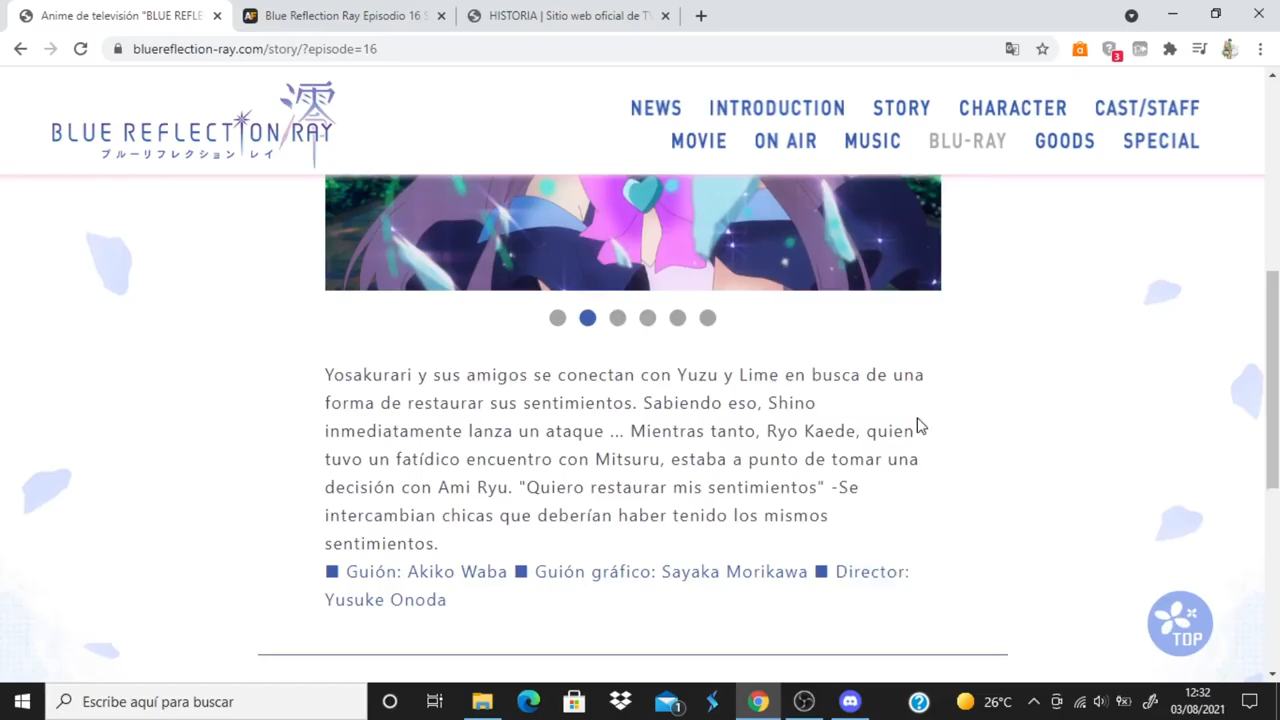 Anime de televisión "BLUE REFLE
Blue Reflection Ray Episodio 16 S
HISTORIA | Sitio web oficial de TV
bluereflection-ray.com/story/?episode=16
3
澪
BLUE REFLECTION RAY
ブルーリフレクション レイ
NEWS INTRODUCTION STORY CHARACTER CAST/STAFF
MOVIE ON AIR MUSIC BLU-RAY GOODS SPECIAL
Yosakurari y sus amigos se conectan con Yuzu y Lime en busca de una
forma de restaurar sus sentimientos. Sabiendo eso, Shino
inmediatamente lanza un ataque ... Mientras tanto, Ryo Kaede, quien
tuvo un fatídico encuentro con Mitsuru, estaba a punto de tomar una
decisión con Ami Ryu. "Quiero restaurar mis sentimientos" -Se
intercambian chicas que deberían haber tenido los mismos
sentimientos.
■ Guión: Akiko Waba ■ Guión gráfico: Sayaka Morikawa ■ Director:
Yusuke Onoda
TOP
Escribe aquí para buscar
1
26°C
12:32
03/08/2021